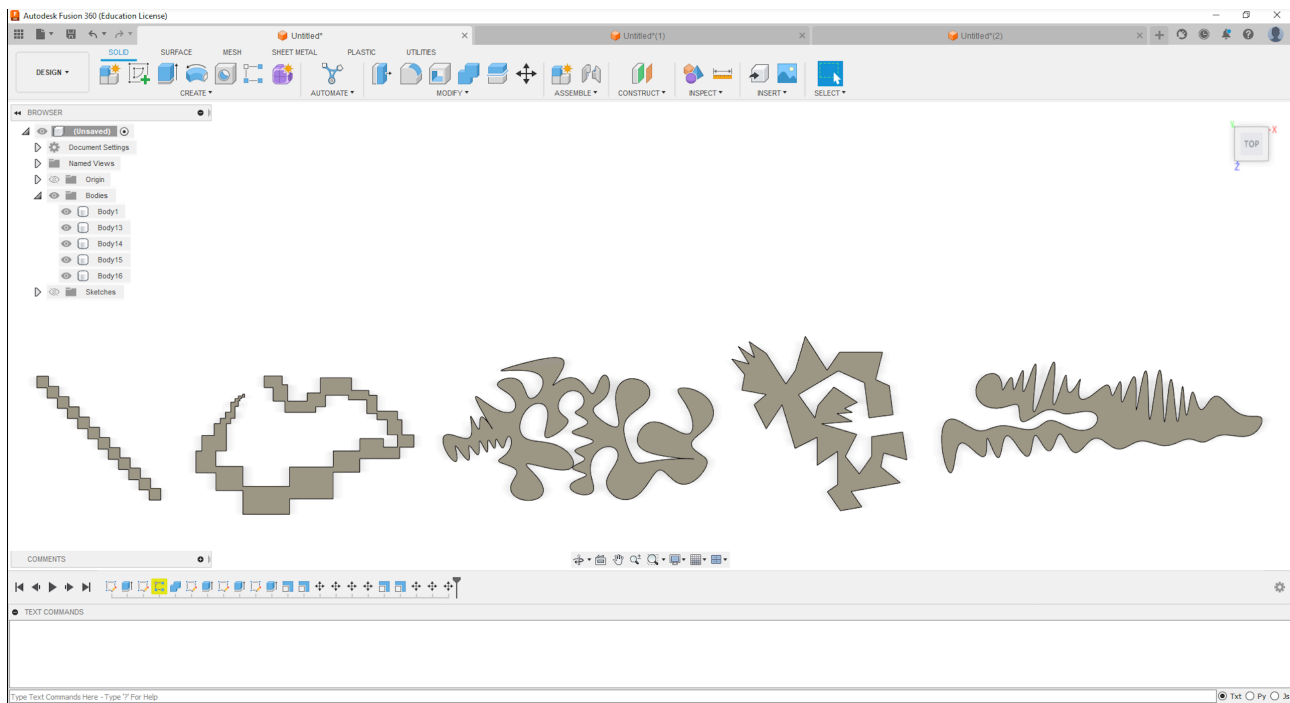 Autodesk Fusion 360 (Education License)
Untitled* Untitled*(1) Untitled*(2)
SOLID SURFACE MESH SHEET METAL PLASTIC UTILITIES
DESIGN
CREATE AUTOMATE MODIFY ASSEMBLE CONSTRUCT INSPECT INSERT SELECT
BROWSER
(Unsaved)
Document Settings
Named Views
Origin
Bodies
Body1
Body13
Body14
Body15
Body16
Sketches
Y X
TOP
Z
COMMENTS
TEXT COMMANDS
Type Text Commands Here - Type '?' For Help Txt Py Js